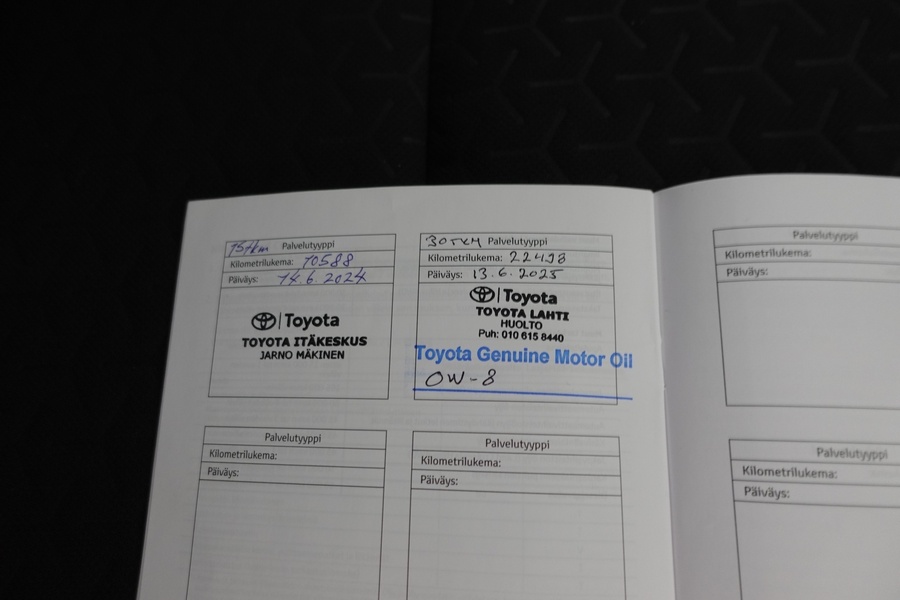 15tkm Palvelutyyppi
Kilometrilukema: 10588
Päiväys: 14.6.2024
Toyota
TOYOTA ITÄKESKUS
JARNO MÄKINEN
30TKM Palvelutyyppi
Kilometrilukema: 22498
Päiväys: 13.6.2025
Toyota
TOYOTA LAHTI
HUOLTO
Puh: 010 615 8440
Toyota Genuine Motor Oil
OW-8
Palvelutyyppi
Kilometrilukema:
Päiväys:
Palvelutyyppi
Kilometrilukema:
Päiväys:
Palvelutyyppi
Kilometrilukema:
Päiväys:
Palvelutyyppi
Kilometrilukema:
Päiväys: